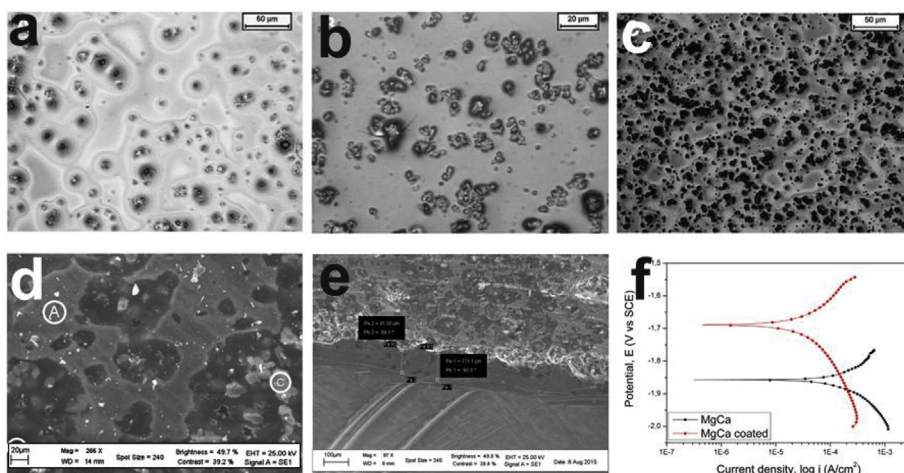 a
60 µm
b
20 µm
c
50 µm
d
A
C
20µm
Mag = 266 X
WD = 14 mm
Spot Size = 240
Brightness = 49.7 %
Contrast = 39.2 %
EHT = 25.00 kV
Signal A = SE1
e
100µm
Mag = 97 X
WD = 8 mm
Spot Size = 240
Brightness = 49.8 %
Contrast = 38.4 %
EHT = 25.00 kV
Signal A = SE1
Date :6 Aug 2015
f
Potential, E (V vs SCE)
-1,5
-1,6
-1,7
-1,8
-1,9
-2,0
MgCa
MgCa coated
1E-7
1E-6
1E-5
1E-4
1E-3
Current density, log i (A/cm²)